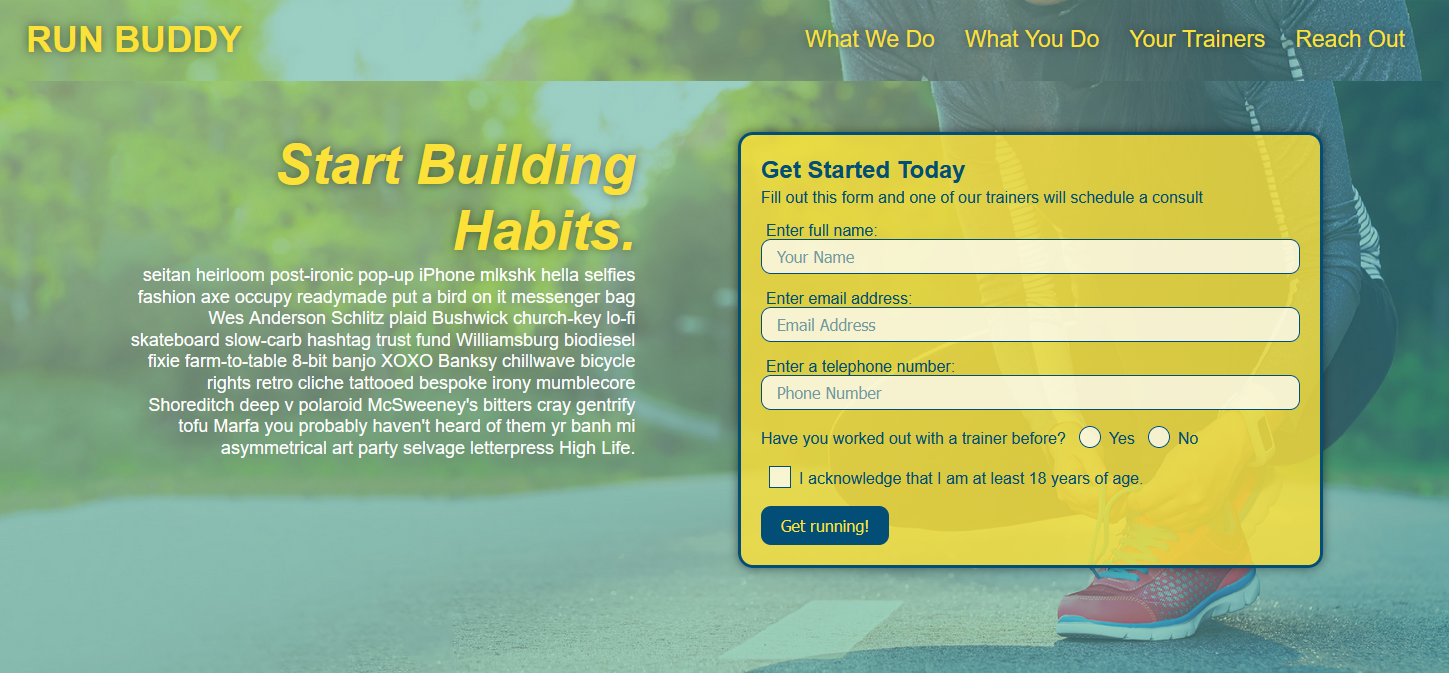 RUN BUDDY
What We Do
What You Do
Your Trainers
Reach Out
Start Building
Habits.
seitan heirloom post-ironic pop-up iPhone mlkshk hella selfies
fashion axe occupy readymade put a bird on it messenger bag
Wes Anderson Schlitz plaid Bushwick church-key lo-fi
skateboard slow-carb hashtag trust fund Williamsburg biodiesel
fixie farm-to-table 8-bit banjo XOXO Banksy chillwave bicycle
rights retro cliche tattooed bespoke irony mumblecore
Shoreditch deep v polaroid McSweeney's bitters cray gentrify
tofu Marfa you probably haven't heard of them yr banh mi
asymmetrical art party selvage letterpress High Life.
Get Started Today
Fill out this form and one of our trainers will schedule a consult
Enter full name:
Your Name
Enter email address:
Email Address
Enter a telephone number:
Phone Number
Have you worked out with a trainer before? Yes No
I acknowledge that I am at least 18 years of age.
Get running!